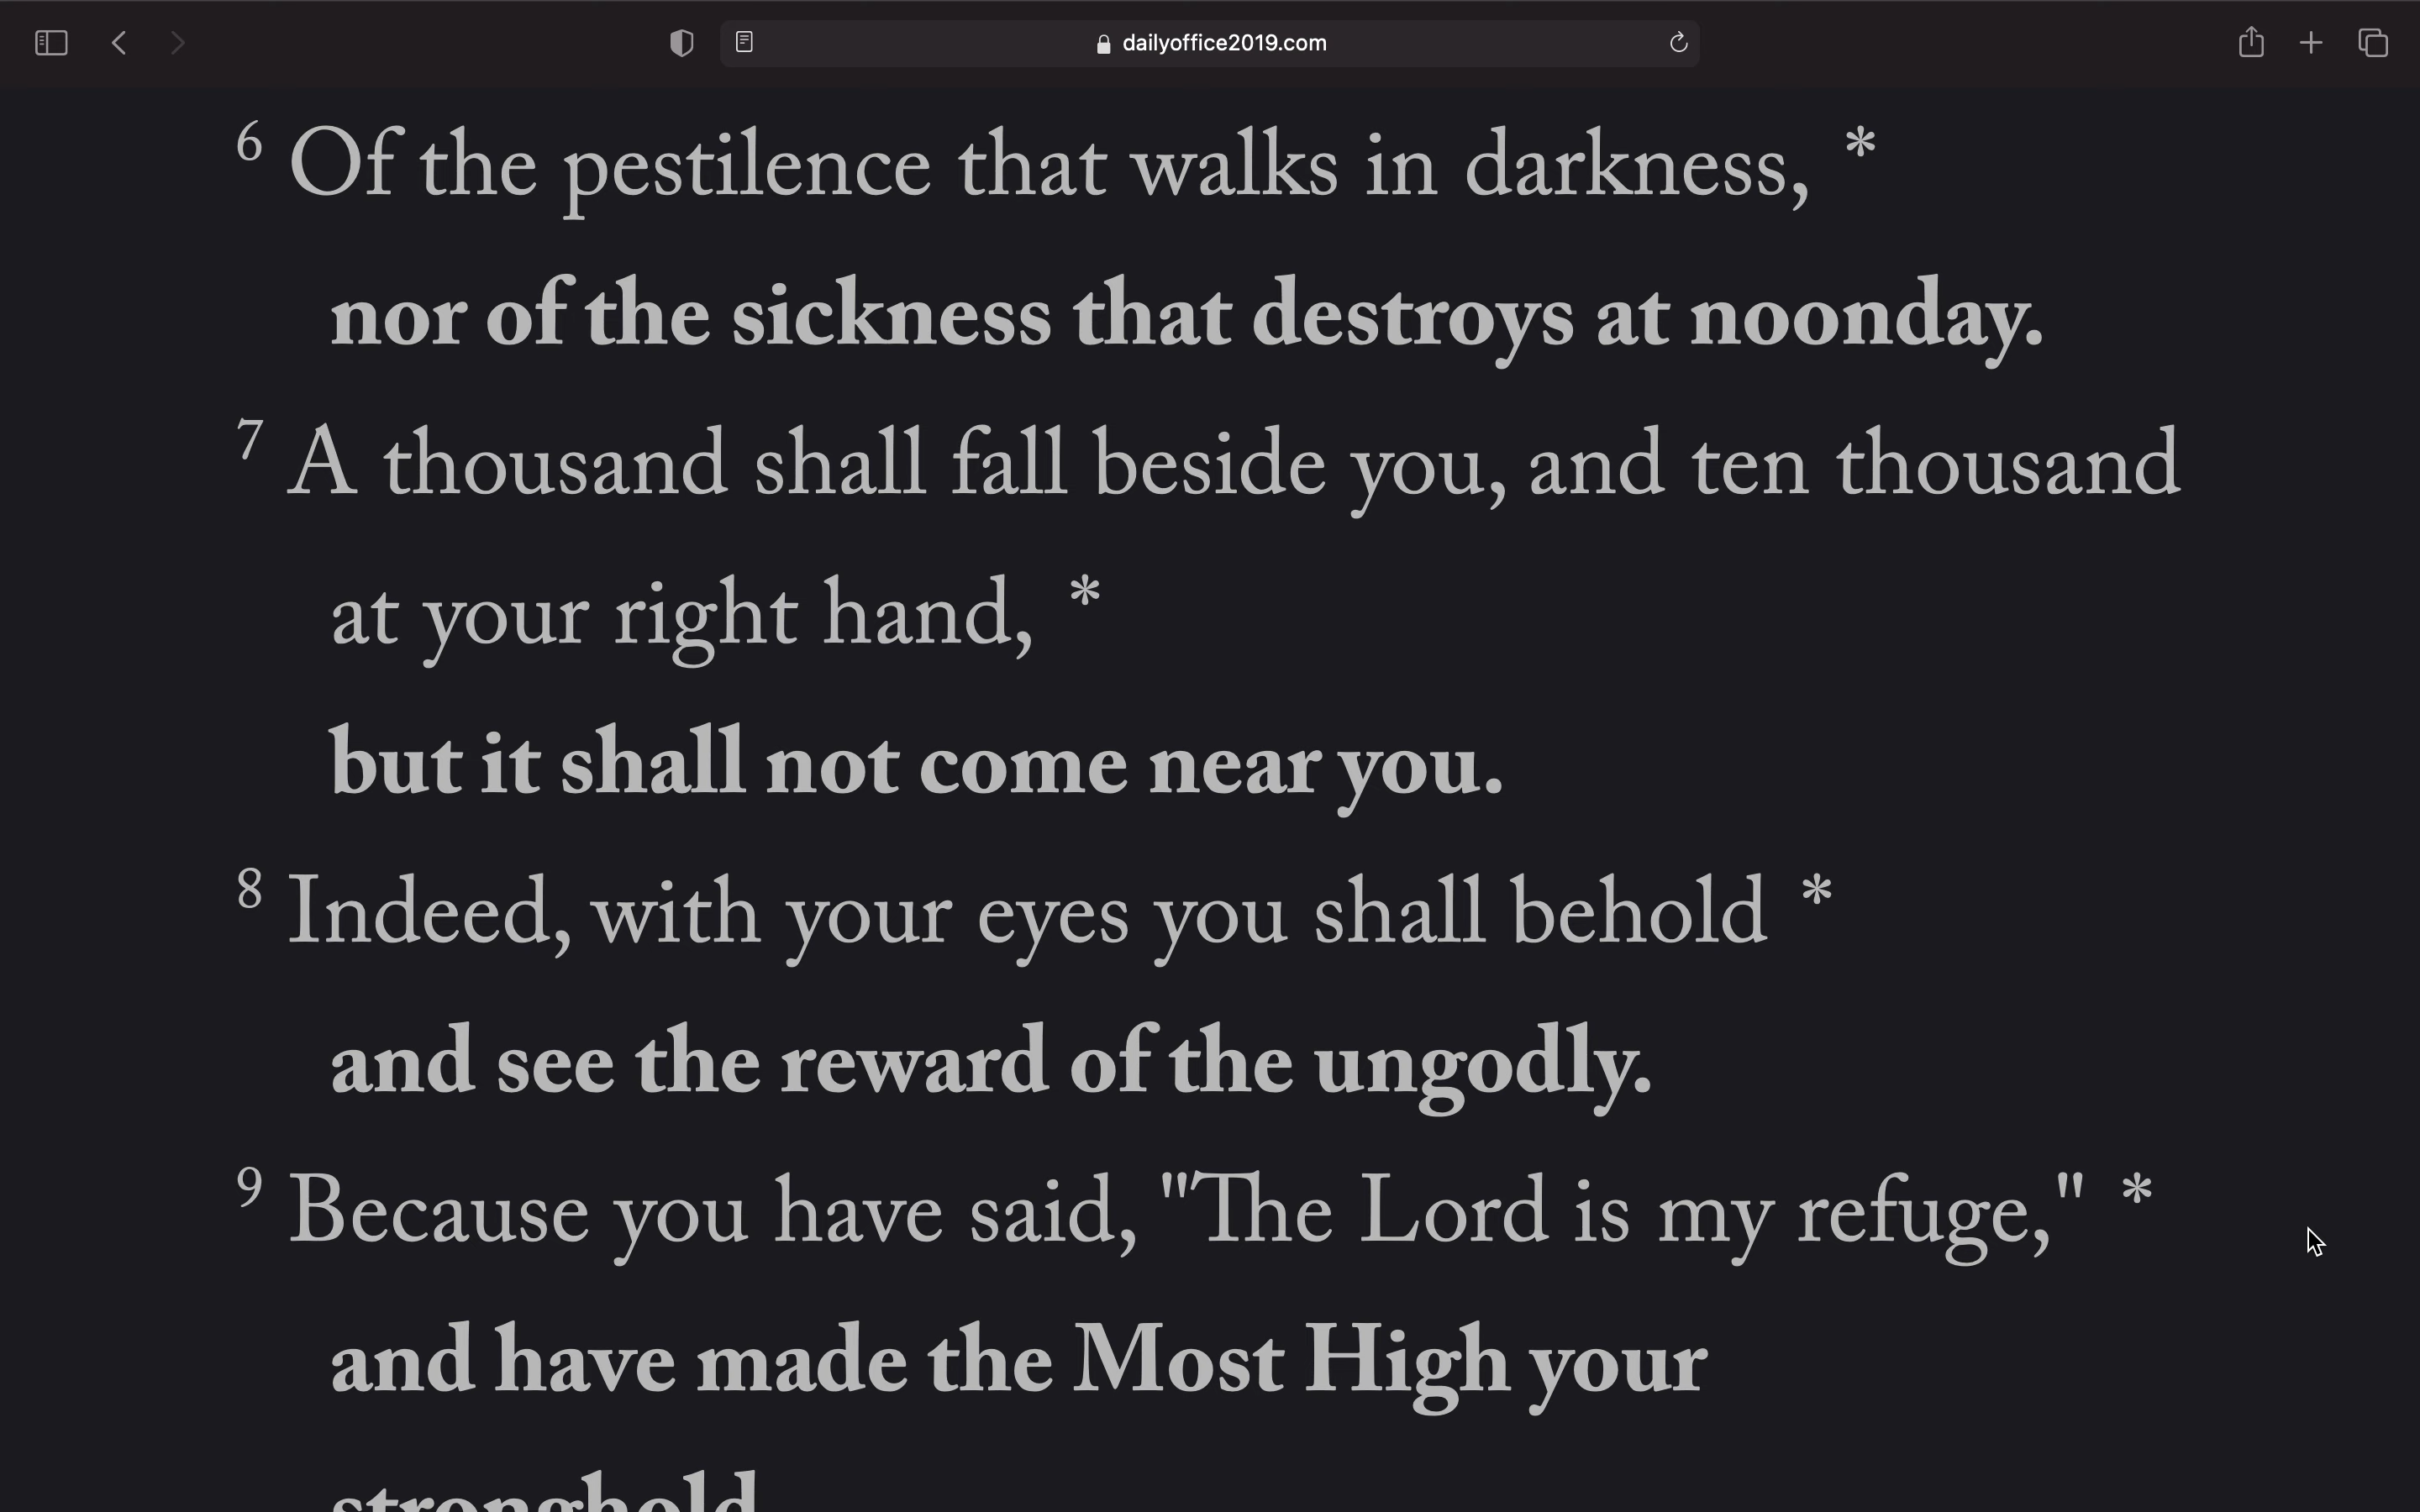 dailyoffice2019.com
6 Of the pestilence that walks in darkness, *
nor of the sickness that destroys at noonday.
7 A thousand shall fall beside you, and ten thousand
at your right hand, *
but it shall not come near you.
8 Indeed, with your eyes you shall behold *
and see the reward of the ungodly.
9 Because you have said, "The Lord is my refuge," *
and have made the Most High your
stronghold